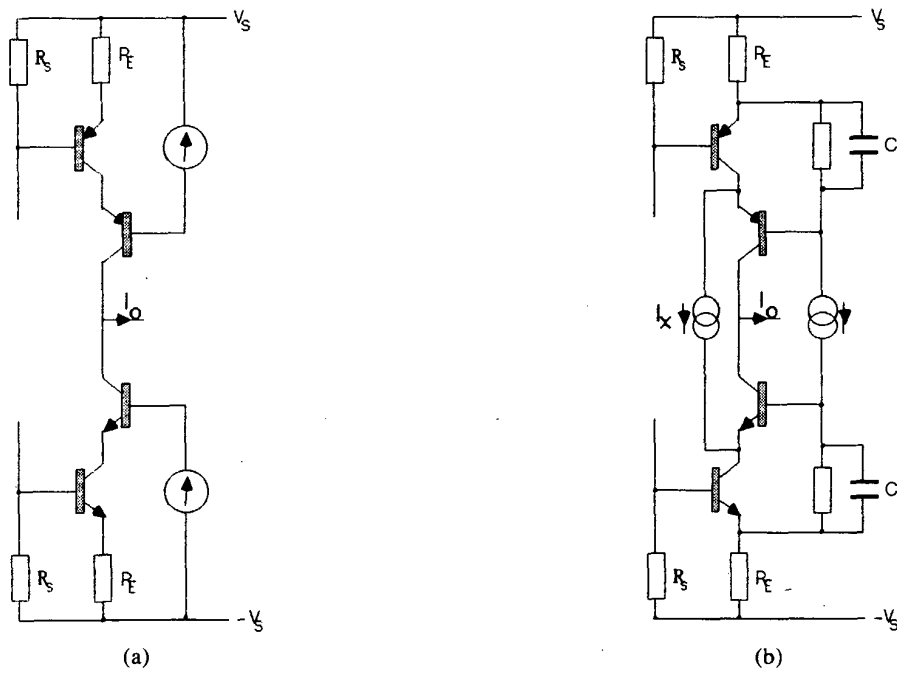 V_S
R_S
R_E
I_O
R_S
R_E
-V_S
(a)
V_S
R_S
R_E
C
I_X
I_O
C
R_S
R_E
-V_S
(b)